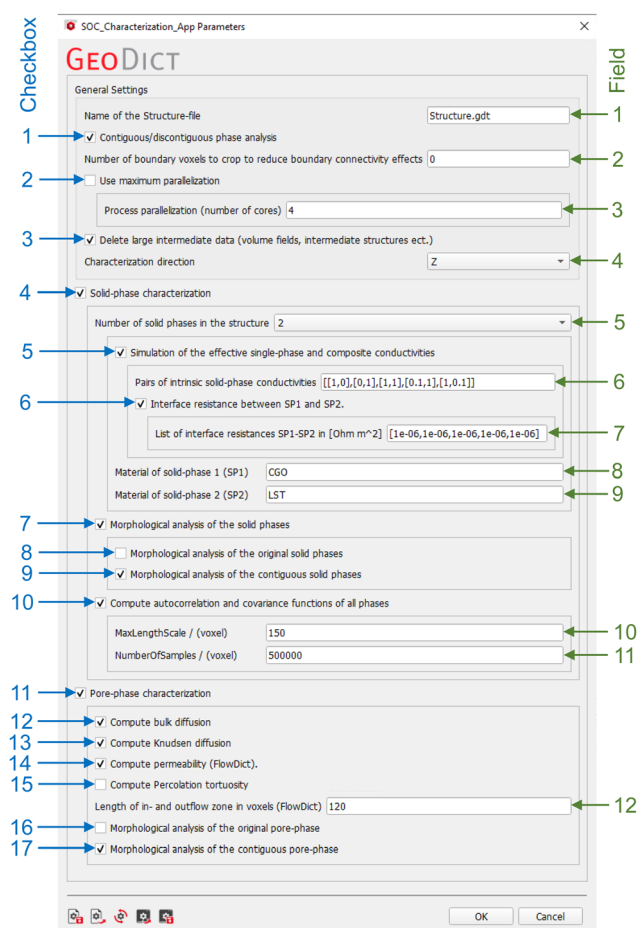 SOC_Characterization_App Parameters
GEODICT
Checkbox
Field
General Settings
Name of the Structure-file Structure.gdt 1
1 Contiguous/discontiguous phase analysis
Number of boundary voxels to crop to reduce boundary connectivity effects 0 2
2 Use maximum parallelization
Process parallelization (number of cores) 4 3
3 Delete large intermediate data (volume fields, intermediate structures ect.)
Characterization direction Z 4
4 Solid-phase characterization
Number of solid phases in the structure 2 5
5 Simulation of the effective single-phase and composite conductivities
Pairs of intrinsic solid-phase conductivities [[1,0],[0,1],[1,1],[0.1,1],[1,0.1]] 6
6 Interface resistance between SP1 and SP2.
List of interface resistances SP1-SP2 in [Ohm m^2] [1e-06,1e-06,1e-06,1e-06,1e-06] 7
Material of solid-phase 1 (SP1) CGO 8
Material of solid-phase 2 (SP2) LST 9
7 Morphological analysis of the solid phases
8 Morphological analysis of the original solid phases
9 Morphological analysis of the contiguous solid phases
10 Compute autocorrelation and covariance functions of all phases
MaxLengthScale / (voxel) 150 10
NumberOfSamples / (voxel) 500000 11
11 Pore-phase characterization
12 Compute bulk diffusion
13 Compute Knudsen diffusion
14 Compute permeability (FlowDict).
15 Compute Percolation tortuosity
Length of in- and outflow zone in voxels (FlowDict) 120 12
16 Morphological analysis of the original pore-phase
17 Morphological analysis of the contiguous pore-phase
OK Cancel